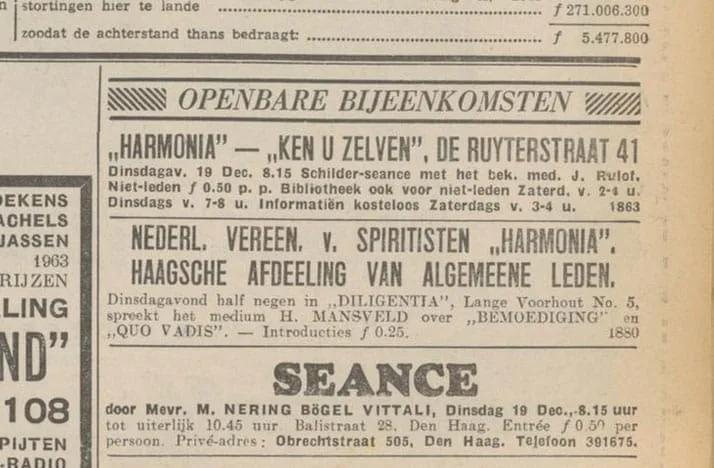 stortingen hier te lande ................ ƒ 271.006.300
zoodat de achterstand thans bedraagt: ................ ƒ 5.477.800
OPENBARE BIJEENKOMSTEN
„HARMONIA” — „KEN U ZELVEN”, DE RUYTERSTRAAT 41
Dinsdagav. 19 Dec. 8.15 Schilder-seance met het bek. med. J. Rulof.
Niet-leden ƒ 0.50 p. p. Bibliotheek ook voor niet-leden Zaterd. v. 2-4 u.
Dinsdags v. 7-8 u. Informatiën kosteloos Zaterdags v. 3-4 u. 1863
NEDERL. VEREEN. v. SPIRITISTEN „HARMONIA”.
HAAGSCHE AFDEELING VAN ALGEMEENE LEDEN.
Dinsdagavond half negen in „DILIGENTIA”, Lange Voorhout No. 5,
spreekt het medium H. MANSVELD over „BEMOEDIGING” en
„QUO VADIS”. — Introducties ƒ 0.25. 1880
SEANCE
door Mevr. M. NERING BöGEL VITTALI, Dinsdag 19 Dec., 8.15 uur
tot uiterlijk 10.45 uur. Balistraat 28, Den Haag. Entrée ƒ 0.50 per
persoon. Privé-adres: Obrechtstraat 505, Den Haag. Telefoon 391675.
OEKENS
ACHELS
JASSEN
1963
RIJZEN
LING
ND”
108
PIJTEN
-RADIO